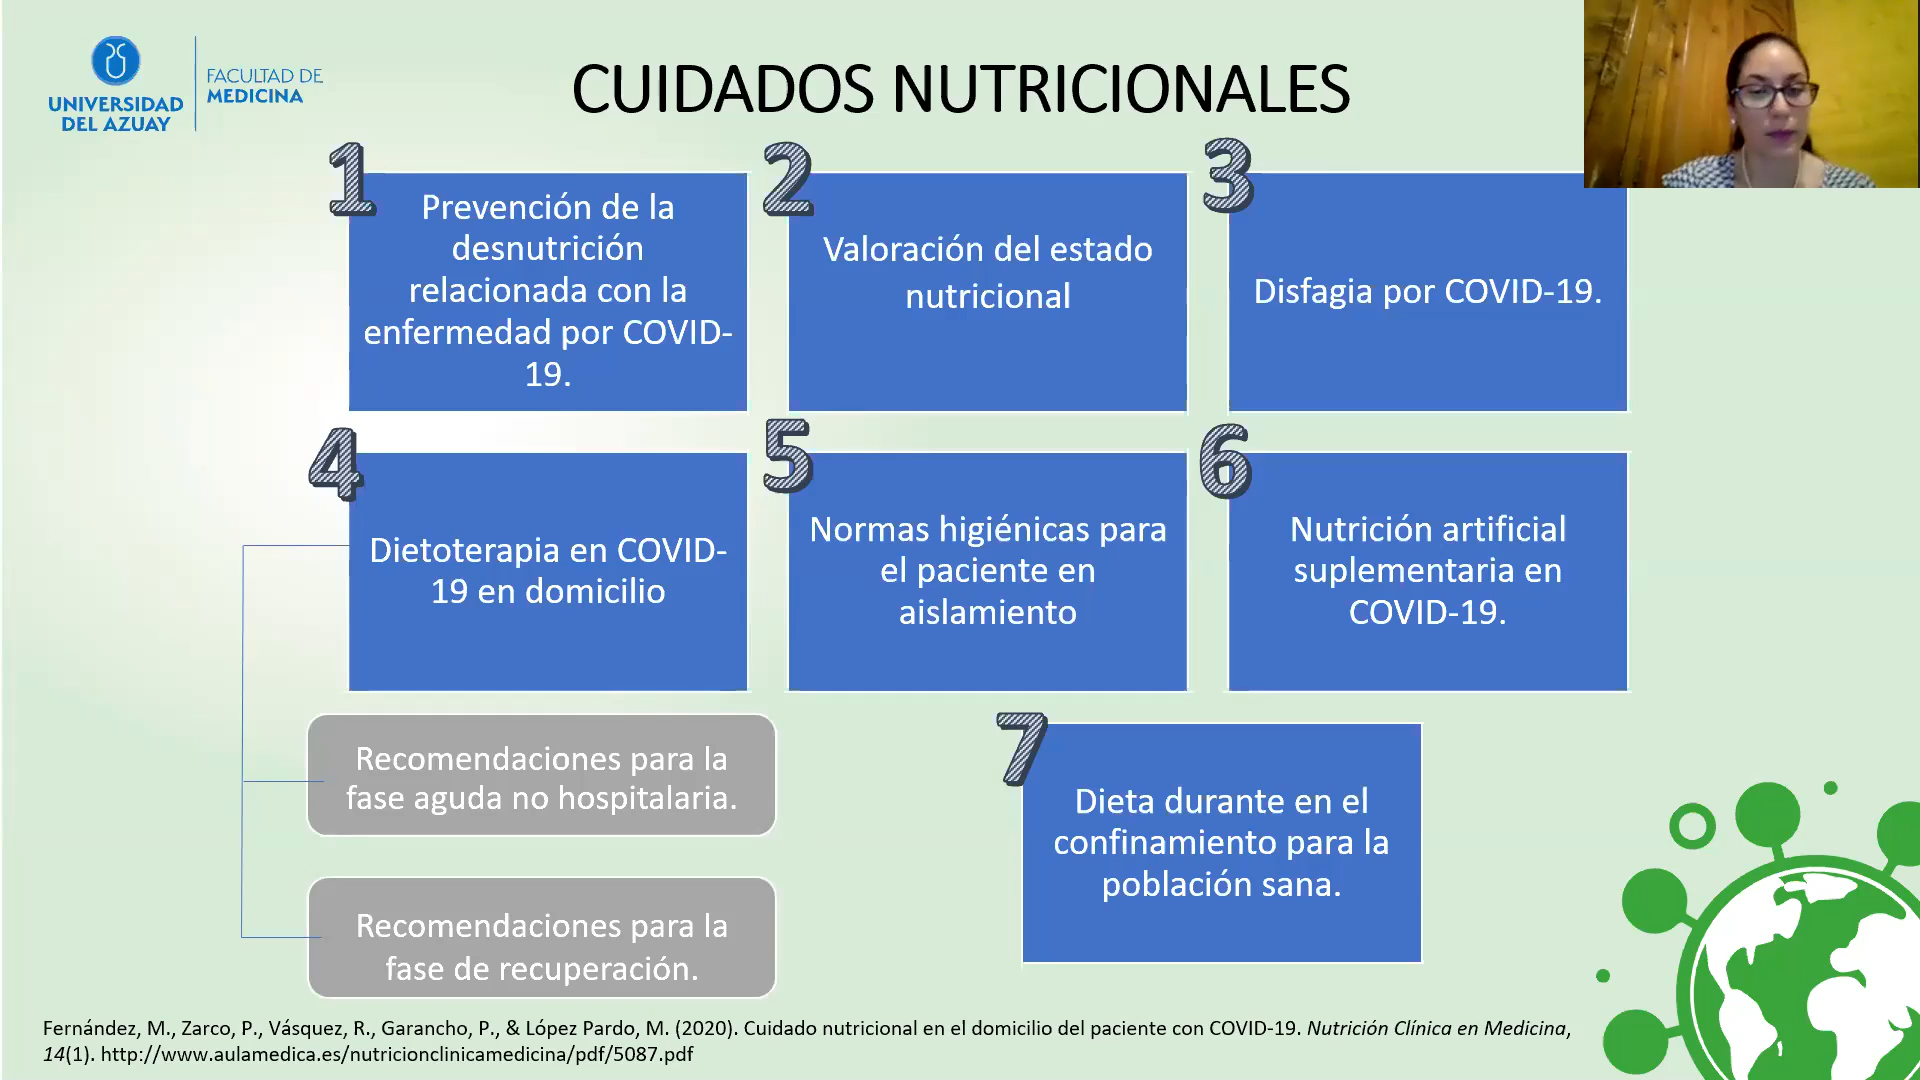 UNIVERSIDAD
DEL AZUAY
FACULTAD DE
MEDICINA
CUIDADOS NUTRICIONALES
1
Prevención de la
desnutrición
relacionada con la
enfermedad por COVID-
19.
2
Valoración del estado
nutricional
3
Disfagia por COVID-19.
4
Dietoterapia en COVID-
19 en domicilio
Recomendaciones para la
fase aguda no hospitalaria.
Recomendaciones para la
fase de recuperación.
5
Normas higiénicas para
el paciente en
aislamiento
6
Nutrición artificial
suplementaria en
COVID-19.
7
Dieta durante en el
confinamiento para la
población sana.
Fernández, M., Zarco, P., Vásquez, R., Garancho, P., & López Pardo, M. (2020). Cuidado nutricional en el domicilio del paciente con COVID-19. Nutrición Clínica en Medicina,
14(1). http://www.aulamedica.es/nutricionclinicamedicina/pdf/5087.pdf